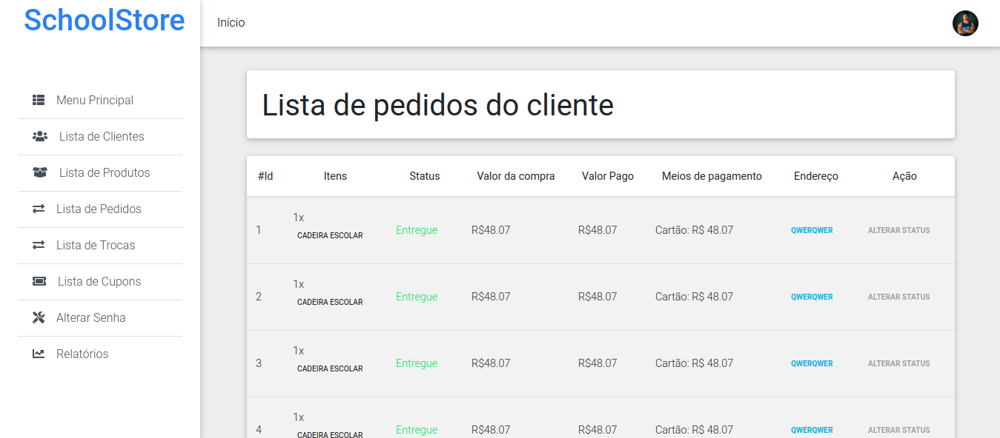 SchoolStore
Início
Menu Principal
Lista de Clientes
Lista de Produtos
Lista de Pedidos
Lista de Trocas
Lista de Cupons
Alterar Senha
Relatórios
Lista de pedidos do cliente
#Id Itens Status Valor da compra Valor Pago Meios de pagamento Endereço Ação
1 1x CADEIRA ESCOLAR Entregue R$48.07 R$48.07 Cartão: R$ 48.07 QWERQWER ALTERAR STATUS
2 1x CADEIRA ESCOLAR Entregue R$48.07 R$48.07 Cartão: R$ 48.07 QWERQWER ALTERAR STATUS
3 1x CADEIRA ESCOLAR Entregue R$48.07 R$48.07 Cartão: R$ 48.07 QWERQWER ALTERAR STATUS
4 1x CADEIRA ESCOLAR Entregue R$48.07 R$48.07 Cartão: R$ 48.07 QWERQWER ALTERAR STATUS